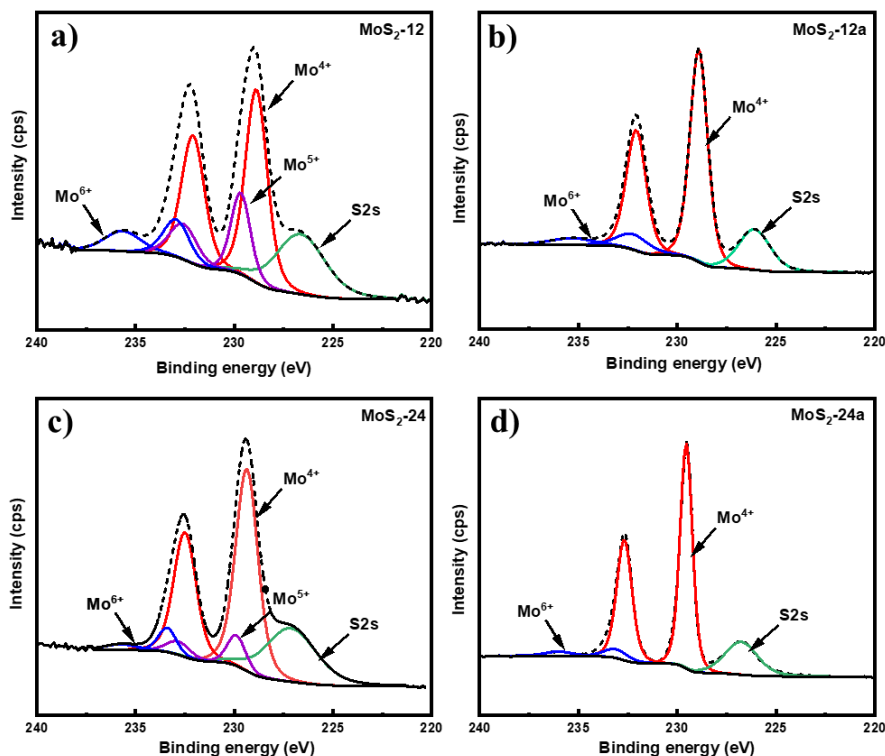 a)
MoS₂-12
Mo⁴⁺
Mo⁵⁺
Mo⁶⁺
S2s
Intensity (cps)
240 235 230 225 220
Binding energy (eV)
b)
MoS₂-12a
Mo⁴⁺
Mo⁶⁺
S2s
Intensity (cps)
240 235 230 225 220
Binding energy (eV)
c)
MoS₂-24
Mo⁴⁺
Mo⁵⁺
Mo⁶⁺
S2s
Intensity (cps)
240 235 230 225 220
Binding energy (eV)
d)
MoS₂-24a
Mo⁴⁺
Mo⁶⁺
S2s
Intensity (cps)
240 235 230 225 220
Binding energy (eV)